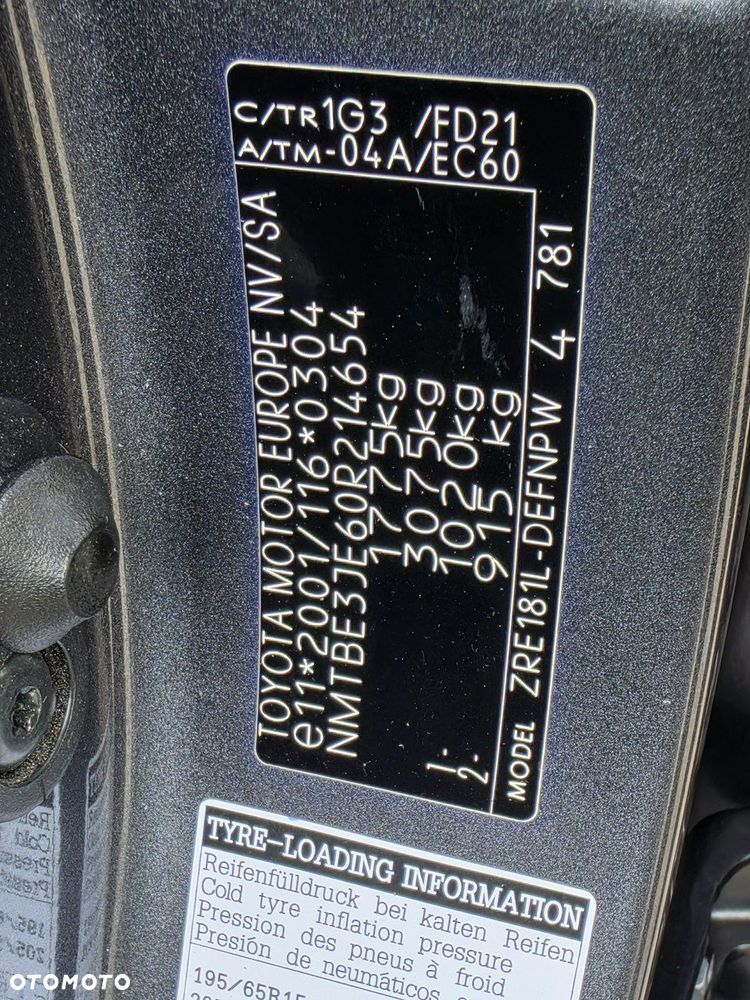 C/TR1G3 /FD21
A/TM-04A/EC60
TOYOTA MOTOR EUROPE NV/SA
e11*2001/116*0304
NMTBE3JE60R214654
1775kg
3075kg
1- 1020kg
2- 915 kg
MODEL ZRE181L-DEFNPW 4 781
TYRE-LOADING INFORMATION
Reifenfülldruck bei kalten Reifen
Cold tyre inflation pressure
Pression des pneus à froid
Presión de neumáticos
195/65R15
OTOMOTO